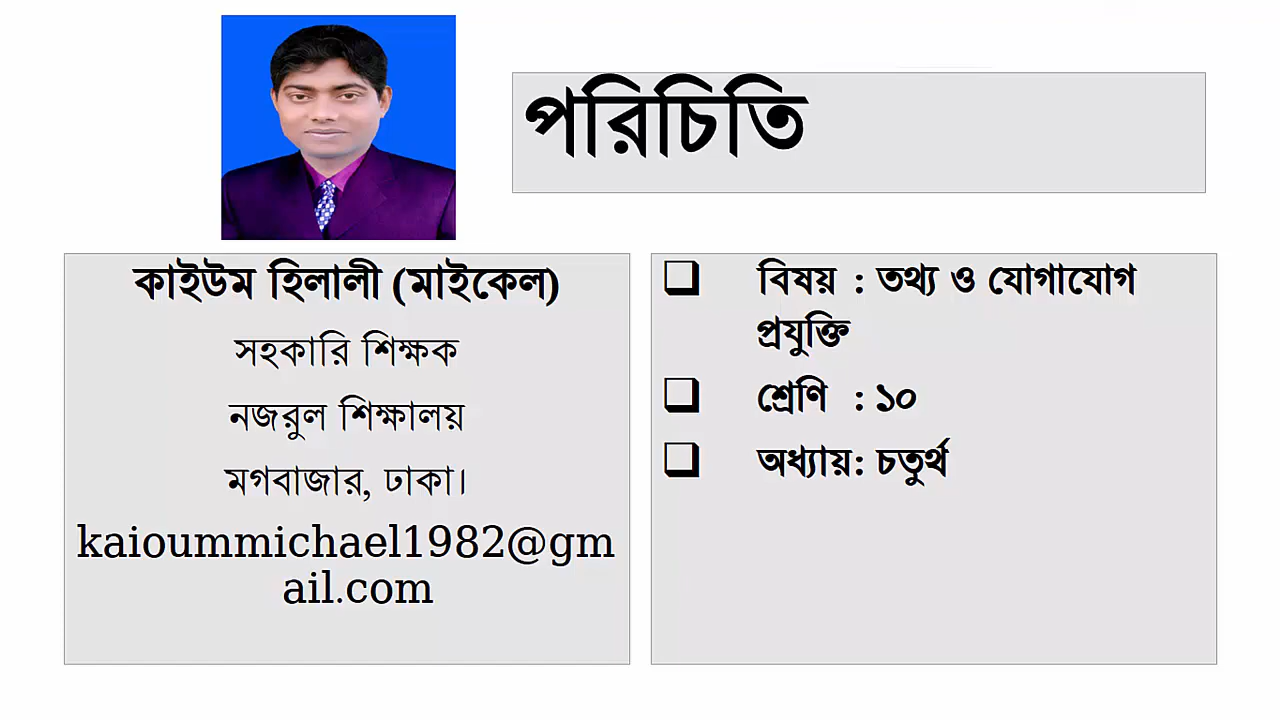 পরিচিতি
কাইউম হিলালী (মাইকেল)
সহকারি শিক্ষক
নজরুল শিক্ষালয়
মগবাজার, ঢাকা।
kaioummichael1982@gm
ail.com
বিষয় : তথ্য ও যোগাযোগ
প্রযুক্তি
শ্রেণি : ১০
অধ্যায়: চতুর্থ